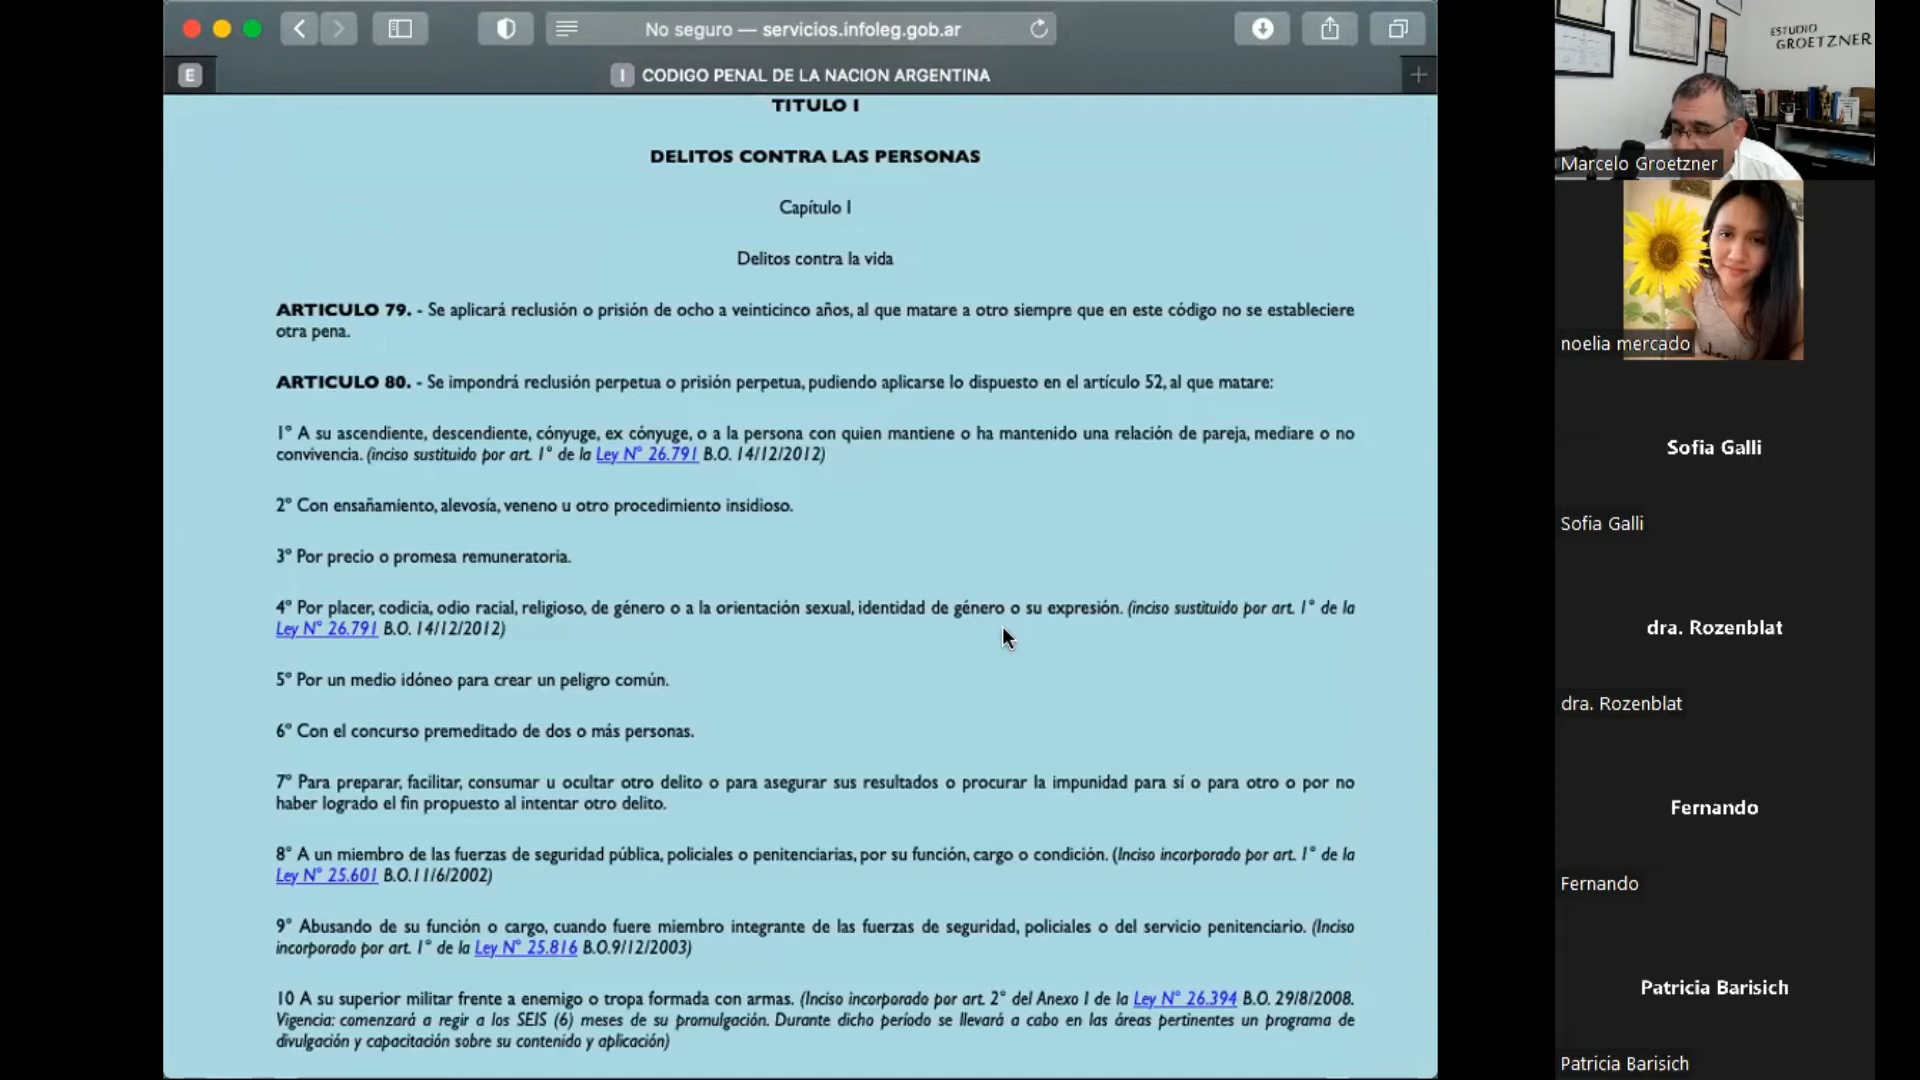 No seguro — servicios.infoleg.gob.ar
E
I CODIGO PENAL DE LA NACION ARGENTINA
TITULO I
DELITOS CONTRA LAS PERSONAS
Capítulo I
Delitos contra la vida
ARTICULO 79. - Se aplicará reclusión o prisión de ocho a veinticinco años, al que matare a otro siempre que en este código no se estableciere
otra pena.
ARTICULO 80. - Se impondrá reclusión perpetua o prisión perpetua, pudiendo aplicarse lo dispuesto en el artículo 52, al que matare:
1° A su ascendiente, descendiente, cónyuge, ex cónyuge, o a la persona con quien mantiene o ha mantenido una relación de pareja, mediare o no
convivencia. (inciso sustituido por art. 1° de la Ley N° 26.791 B.O. 14/12/2012)
2º Con ensañamiento, alevosía, veneno u otro procedimiento insidioso.
3º Por precio o promesa remuneratoria.
4º Por placer, codicia, odio racial, religioso, de género o a la orientación sexual, identidad de género o su expresión. (inciso sustituido por art. 1° de la
Ley N° 26.791 B.O. 14/12/2012)
5º Por un medio idóneo para crear un peligro común.
6º Con el concurso premeditado de dos o más personas.
7º Para preparar, facilitar, consumar u ocultar otro delito o para asegurar sus resultados o procurar la impunidad para sí o para otro o por no
haber logrado el fin propuesto al intentar otro delito.
8° A un miembro de las fuerzas de seguridad pública, policiales o penitenciarias, por su función, cargo o condición. (Inciso incorporado por art. 1° de la
Ley N° 25.601 B.O.11/6/2002)
9° Abusando de su función o cargo, cuando fuere miembro integrante de las fuerzas de seguridad, policiales o del servicio penitenciario. (Inciso
incorporado por art. 1° de la Ley N° 25.816 B.O.9/12/2003)
10 A su superior militar frente a enemigo o tropa formada con armas. (Inciso incorporado por art. 2° del Anexo I de la Ley N° 26.394 B.O. 29/8/2008.
Vigencia: comenzará a regir a los SEIS (6) meses de su promulgación. Durante dicho período se llevará a cabo en las áreas pertinentes un programa de
divulgación y capacitación sobre su contenido y aplicación)
ESTUDIO
GROETZNER
Marcelo Groetzner
noelia mercado
Sofia Galli
Sofia Galli
dra. Rozenblat
dra. Rozenblat
Fernando
Fernando
Patricia Barisich
Patricia Barisich